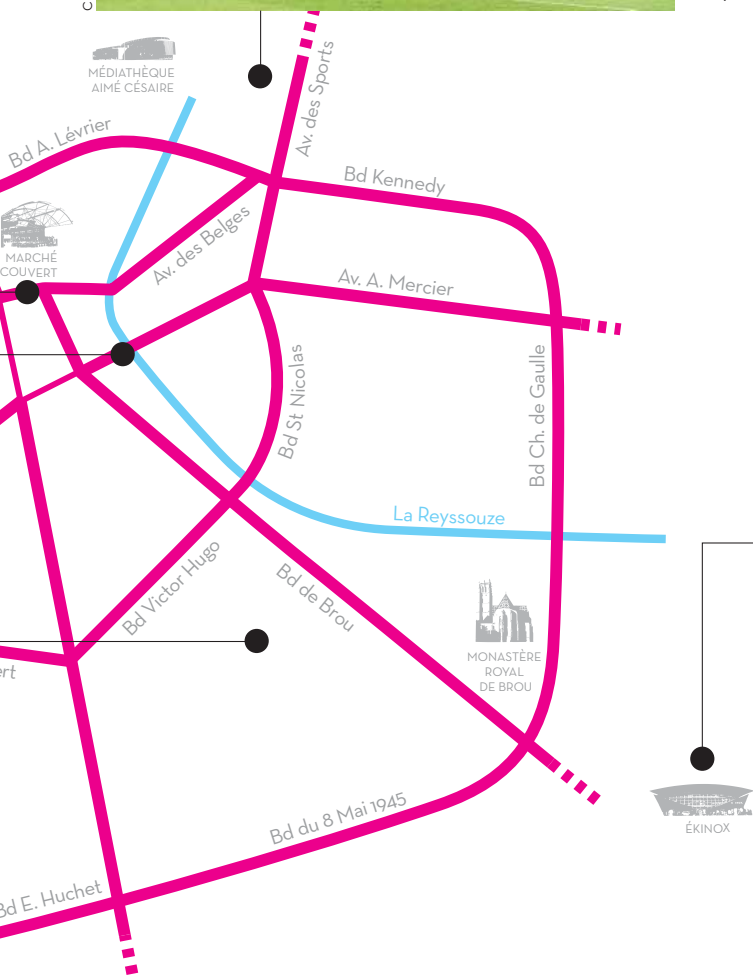 MÉDIATHÈQUE
AIMÉ CÉSAIRE
Av. des Sports
Bd A. Lévrier
Bd Kennedy
MARCHÉ
COUVERT
Av. des Belges
Av. A. Mercier
Bd St Nicolas
Bd Ch. de Gaulle
La Reyssouze
Bd Victor Hugo
Bd de Brou
MONASTÈRE
ROYAL
DE BROU
ert
ÉKINOX
Bd du 8 Mai 1945
Bd E. Huchet